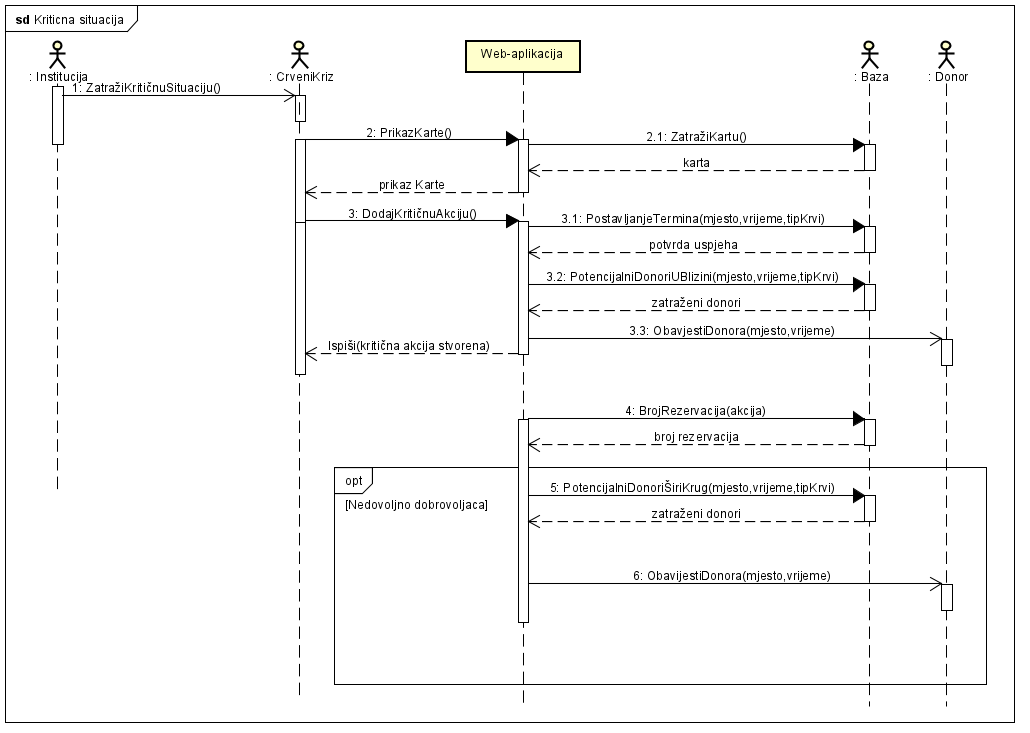 sd Kriticna situacija
: Institucija
: CrveniKriz
Web-aplikacija
: Baza
: Donor
1: ZatražiKritičnuSituaciju()
2: PrikazKarte()
2.1: ZatražiKartu()
karta
prikaz Karte
3: DodajKritičnuAkciju()
3.1: PostavljanjeTermina(mjesto,vrijeme,tipKrvi)
potvrda uspjeha
3.2: PotencijalniDonoriUBlizini(mjesto,vrijeme,tipKrvi)
zatraženi donori
3.3: ObavjestiDonora(mjesto,vrijeme)
Ispiši(kritična akcija stvorena)
4: BrojRezervacija(akcija)
broj rezervacija
opt
[Nedovoljno dobrovoljaca]
5: PotencijalniDonoriŠiriKrug(mjesto,vrijeme,tipKrvi)
zatraženi donori
6: ObavijestiDonora(mjesto,vrijeme)